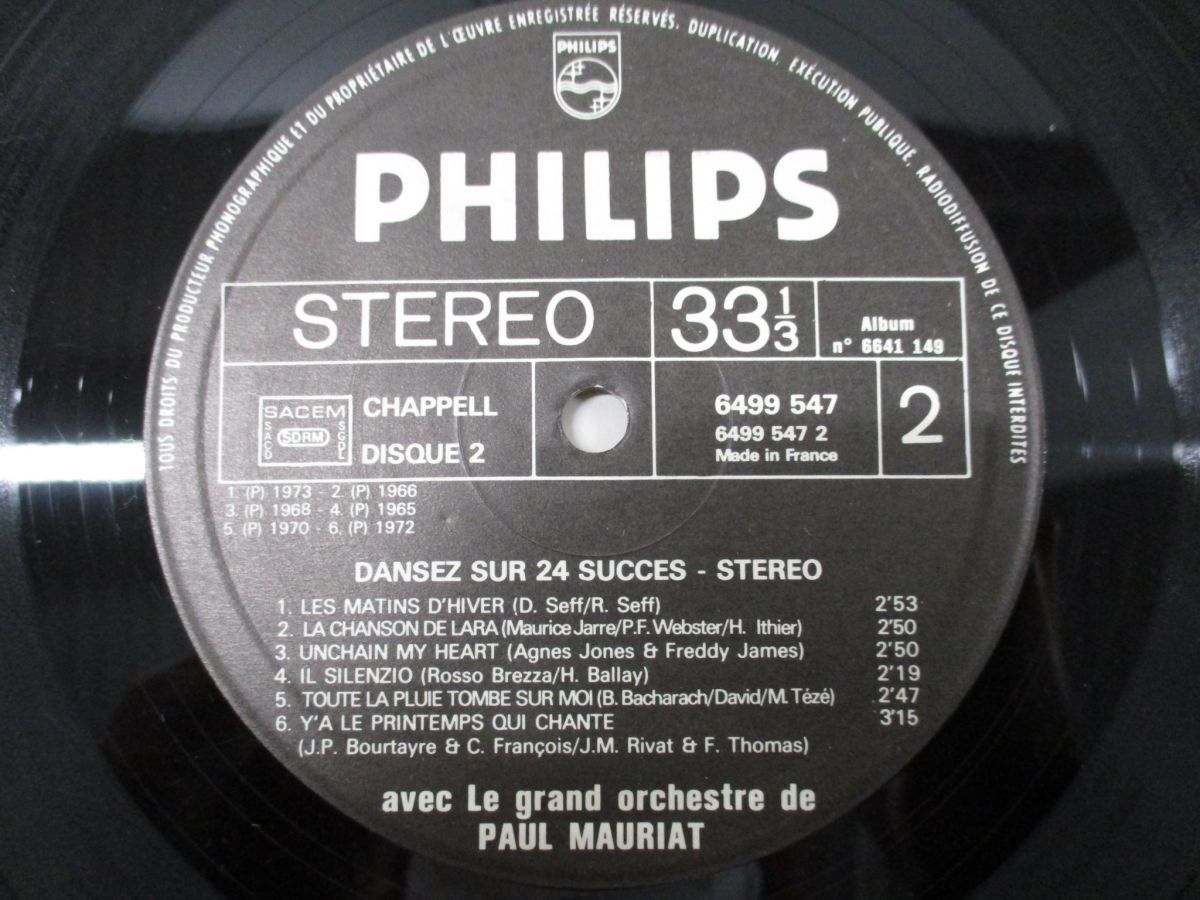 TOUS DROITS DU PRODUCTEUR PHONOGRAPHIQUE ET DU PROPRIÉTAIRE DE L'ŒUVRE ENREGISTRÉE RÉSERVÉS. DUPLICATION, EXÉCUTION PUBLIQUE, RADIODIFFUSION DE CE DISQUE INTERDITES
PHILIPS
PHILIPS
STEREO 33 1/3 Album n° 6641 149
SACEM SACD SDRM SGDL
CHAPPELL
DISQUE 2
6499 547
6499 547 2
Made in France
2
1. (P) 1973 - 2. (P) 1966
3. (P) 1968 - 4. (P) 1965
5. (P) 1970 - 6. (P) 1972
DANSEZ SUR 24 SUCCES - STEREO
1. LES MATINS D'HIVER (D. Seff/R. Seff) 2'53
2. LA CHANSON DE LARA (Maurice Jarre/P.F. Webster/H. Ithier) 2'50
3. UNCHAIN MY HEART (Agnes Jones & Freddy James) 2'50
4. IL SILENZIO (Rosso Brezza/H. Ballay) 2'19
5. TOUTE LA PLUIE TOMBE SUR MOI (B. Bacharach/David/M. Tézé) 2'47
6. Y'A LE PRINTEMPS QUI CHANTE 3'15
(J.P. Bourtayre & C. François/J.M. Rivat & F. Thomas)
avec Le grand orchestre de
PAUL MAURIAT